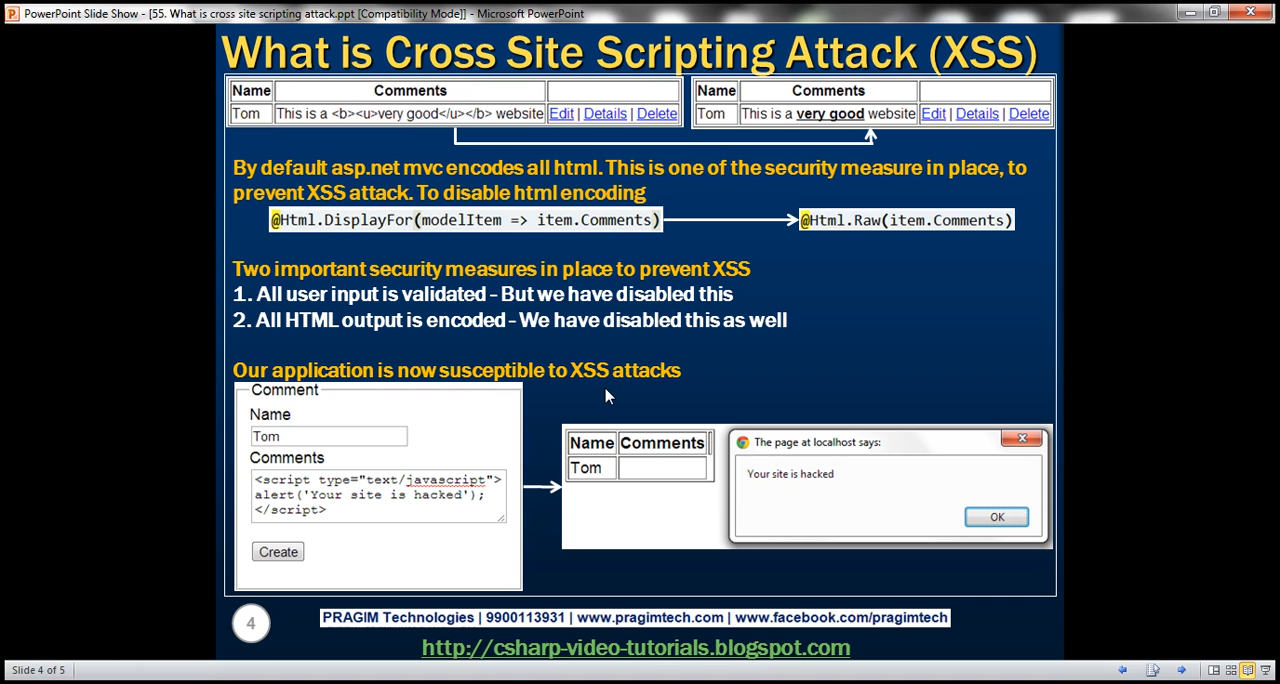 PowerPoint Slide Show - [55. What is cross site scripting attack.ppt [Compatibility Mode]] - Microsoft PowerPoint
What is Cross Site Scripting Attack (XSS)
Name Comments
Tom This is a <b><u>very good</u></b> website Edit | Details | Delete
Name Comments
Tom This is a very good website Edit | Details | Delete
By default asp.net mvc encodes all html. This is one of the security measure in place, to
prevent XSS attack. To disable html encoding
@Html.DisplayFor(modelItem => item.Comments)
@Html.Raw(item.Comments)
Two important security measures in place to prevent XSS
1. All user input is validated - But we have disabled this
2. All HTML output is encoded - We have disabled this as well
Our application is now susceptible to XSS attacks
Comment
Name
Tom
Comments
<script type="text/javascript">
alert('Your site is hacked');
</script>
Create
Name Comments
Tom
The page at localhost says:
Your site is hacked
OK
4
PRAGIM Technologies | 9900113931 | www.pragimtech.com | www.facebook.com/pragimtech
http://csharp-video-tutorials.blogspot.com
Slide 4 of 5